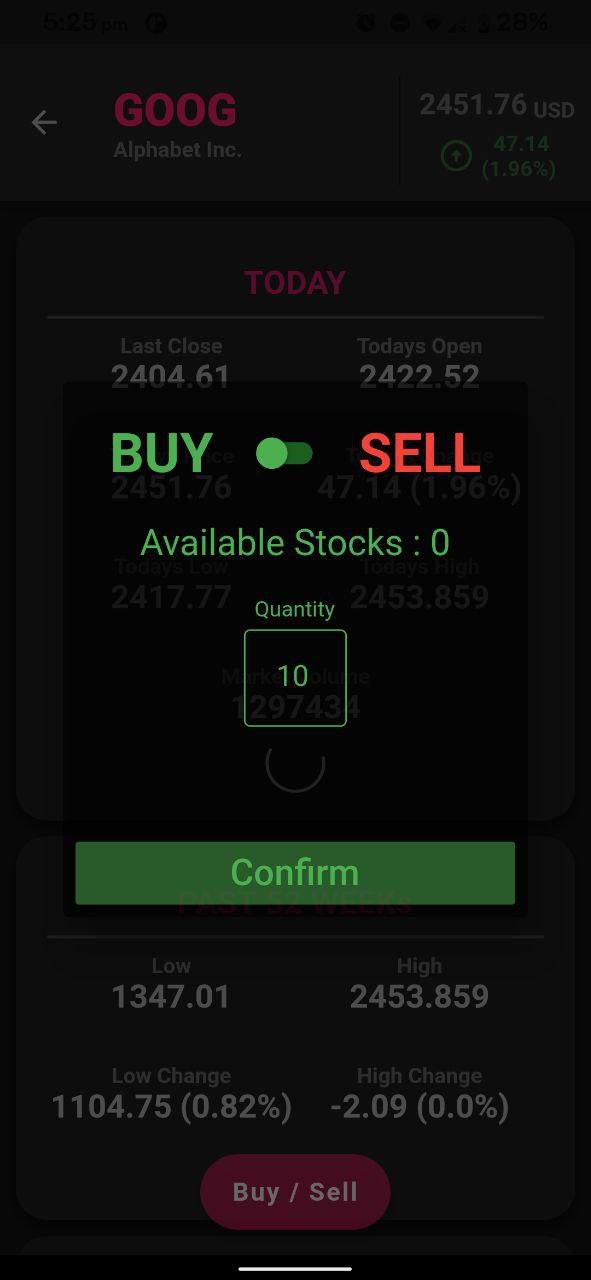 5:25 pm 28%
GOOG
Alphabet Inc.
2451.76 USD
47.14
(1.96%)
TODAY
Last Close Todays Open
2404.61 2422.52
BUY SELL
2451.76 47.14 (1.96%)
Available Stocks : 0
Todays Low Todays High
2417.77 2453.859
Quantity
10
Market Volume
1297434
Confirm
PAST 52 WEEKs
Low High
1347.01 2453.859
Low Change High Change
1104.75 (0.82%) -2.09 (0.0%)
Buy / Sell